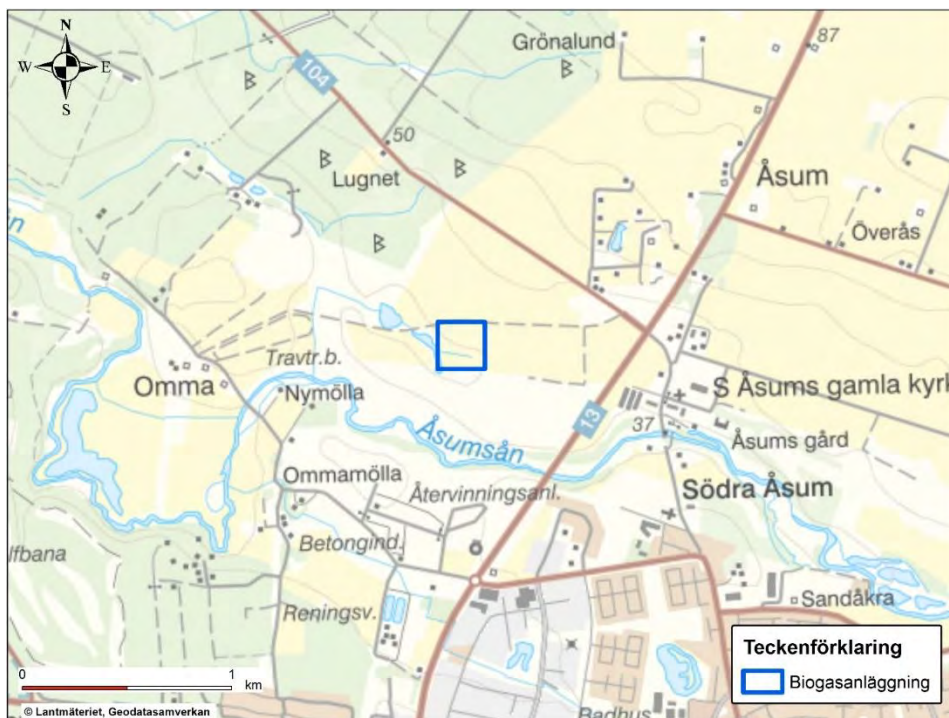 N
W E
S
87
Grönalund
104
50
Lugnet
Åsum
Överås
Travtr.b.
Omma
Nymölla
13
S Åsums gamla kyrk
Åsumsån
37
Åsums gård
Ommamölla
Återvinningsanl.
Södra Åsum
lfbana
Betongind.
Reningsv.
Sandåkra
Teckenförklaring
Biogasanläggning
0 1
km
© Lantmäteriet, Geodatasamverkan
Badhus